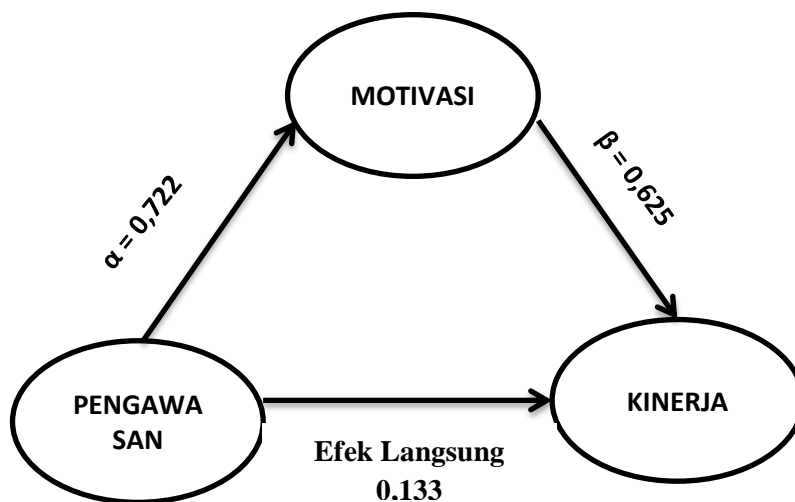 MOTIVASI
α = 0,722
β = 0,625
PENGAWA
SAN
KINERJA
Efek Langsung
0,133